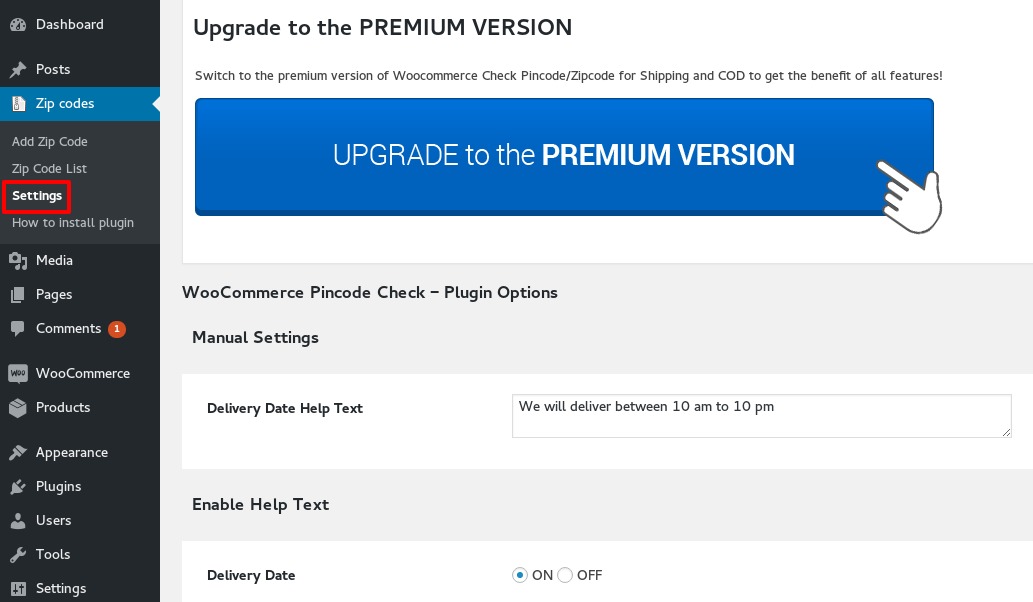 Dashboard
Posts
Zip codes
Add Zip Code
Zip Code List
Settings
How to install plugin
Media
Pages
Comments 1
WOO WooCommerce
Products
Appearance
Plugins
Users
Tools
Settings
Upgrade to the PREMIUM VERSION
Switch to the premium version of Woocommerce Check Pincode/Zipcode for Shipping and COD to get the benefit of all features!
UPGRADE to the PREMIUM VERSION
WooCommerce Pincode Check – Plugin Options
Manual Settings
Delivery Date Help Text
We will deliver between 10 am to 10 pm
Enable Help Text
Delivery Date
ON OFF